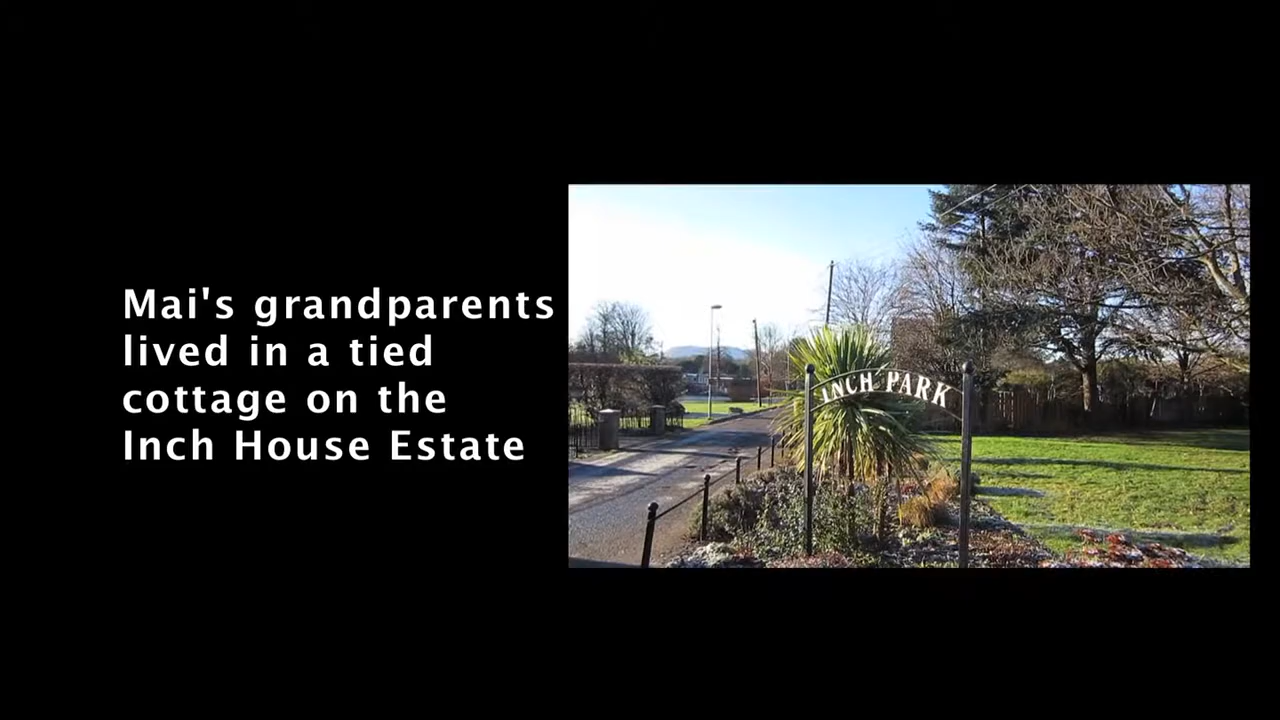 Mai's grandparents
lived in a tied
cottage on the
Inch House Estate
INCH PARK